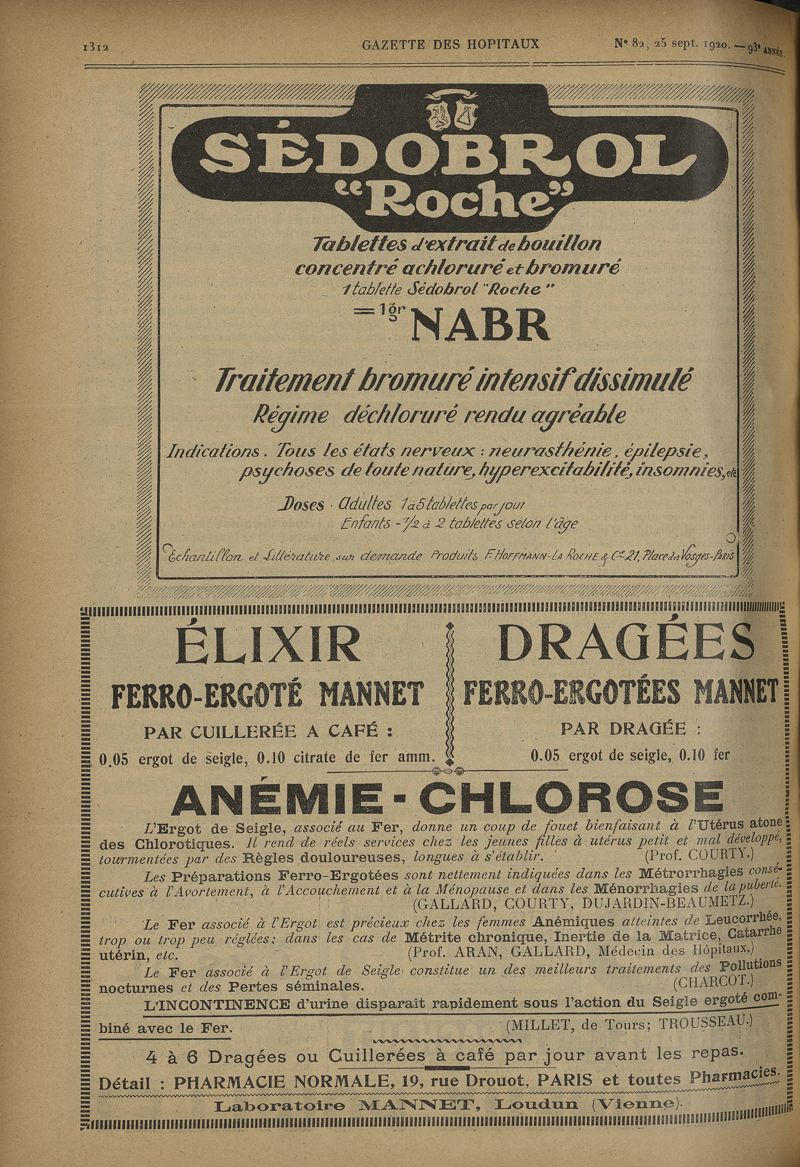 1312 GAZETTE DES HOPITAUX N° 82, 25 sept. 1920. — 93e ANNÉE.
SÉDOBROL
"Roche"
Tablettes d'extrait de bouillon
concentré achloruré et bromuré
1 tablette Sédobrol "Roche"
= 1gr NABR
Traitement bromuré intensif dissimulé
Régime déchloruré rendu agréable
Indications. Tous les états nerveux : neurasthénie, épilepsie,
psychoses de toute nature, hyperexcitabilité, insomnies, etc
Doses · Adultes 1 à 5 tablettes par jour
Enfants - 1/2 à 2 tablettes selon l'âge
Echantillon et Littérature sur demande Produits F. HOFFMANN-LA ROCHE & Cie 21, Place des Vosges-PARIS
ÉLIXIR
FERRO-ERGOTÉ MANNET
PAR CUILLERÉE A CAFÉ :
0.05 ergot de seigle, 0.10 citrate de fer amm.
DRAGÉES
FERRO-ERGOTÉES MANNET
PAR DRAGÉE :
0.05 ergot de seigle, 0.10 fer
ANÉMIE - CHLOROSE
L'Ergot de Seigle, associé au Fer, donne un coup de fouet bienfaisant à l'Utérus atone
des Chlorotiques. Il rend de réels services chez les jeunes filles à utérus petit et mal développé,
tourmentées par des Règles douloureuses, longues à s'établir. (Prof. COURTY.)
Les Préparations Ferro-Ergotées sont nettement indiquées dans les Métrorrhagies consé-
cutives à l'Avortement, à l'Accouchement et à la Ménopause et dans les Ménorrhagies de la puberté.
(GALLARD, COURTY, DUJARDIN-BEAUMETZ.)
Le Fer associé à l'Ergot est précieux chez les femmes Anémiques atteintes de Leucorrhée,
trop ou trop peu réglées; dans les cas de Métrite chronique, Inertie de la Matrice, Catarrhe
utérin, etc. (Prof. ARAN, GALLARD, Médecin des Hôpitaux.)
Le Fer associé à l'Ergot de Seigle constitue un des meilleurs traitements des Pollutions
nocturnes et des Pertes séminales. (CHARCOT.)
L'INCONTINENCE d'urine disparaît rapidement sous l'action du Seigle ergoté com-
biné avec le Fer. (MILLET, de Tours; TROUSSEAU.)
4 à 6 Dragées ou Cuillerées à café par jour avant les repas.
Détail : PHARMACIE NORMALE, 19, rue Drouot, PARIS et toutes Pharmacies.
Laboratoire MANNET, Loudun (Vienne).